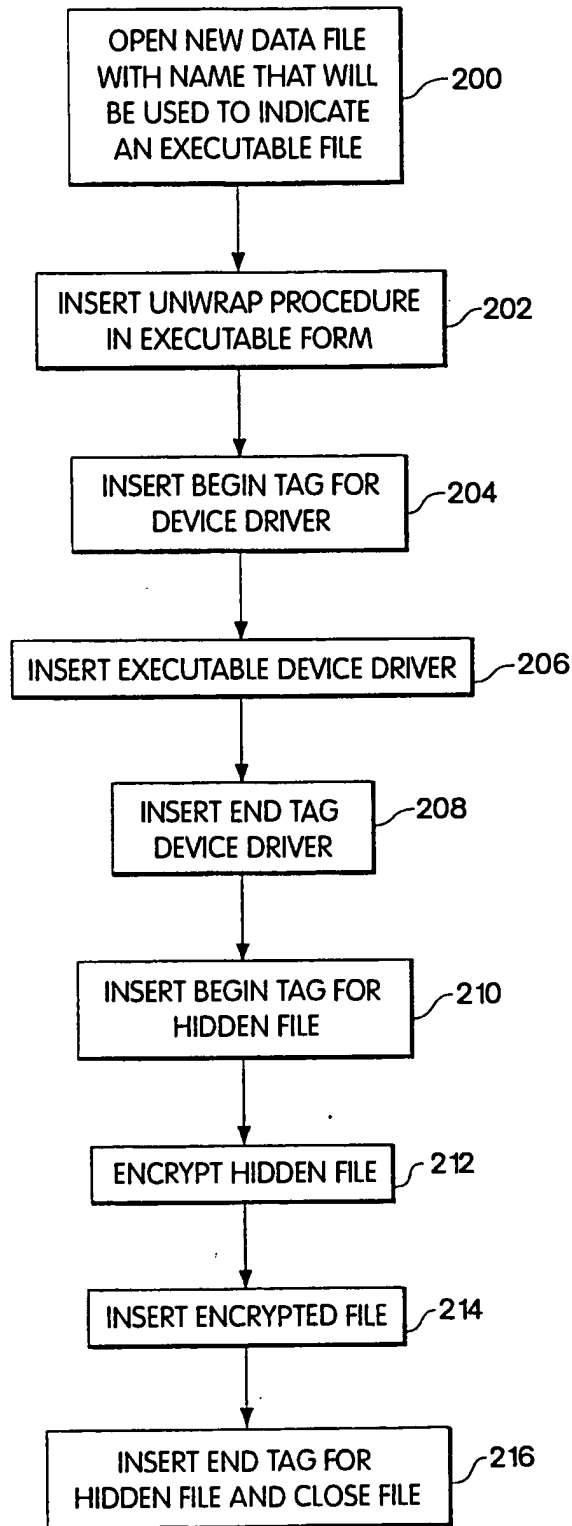 OPEN NEW DATA FILE
WITH NAME THAT WILL
BE USED TO INDICATE
AN EXECUTABLE FILE
200
INSERT UNWRAP PROCEDURE
IN EXECUTABLE FORM
202
INSERT BEGIN TAG FOR
DEVICE DRIVER
204
INSERT EXECUTABLE DEVICE DRIVER
206
INSERT END TAG
DEVICE DRIVER
208
INSERT BEGIN TAG FOR
HIDDEN FILE
210
ENCRYPT HIDDEN FILE
212
INSERT ENCRYPTED FILE
214
INSERT END TAG FOR
HIDDEN FILE AND CLOSE FILE
216